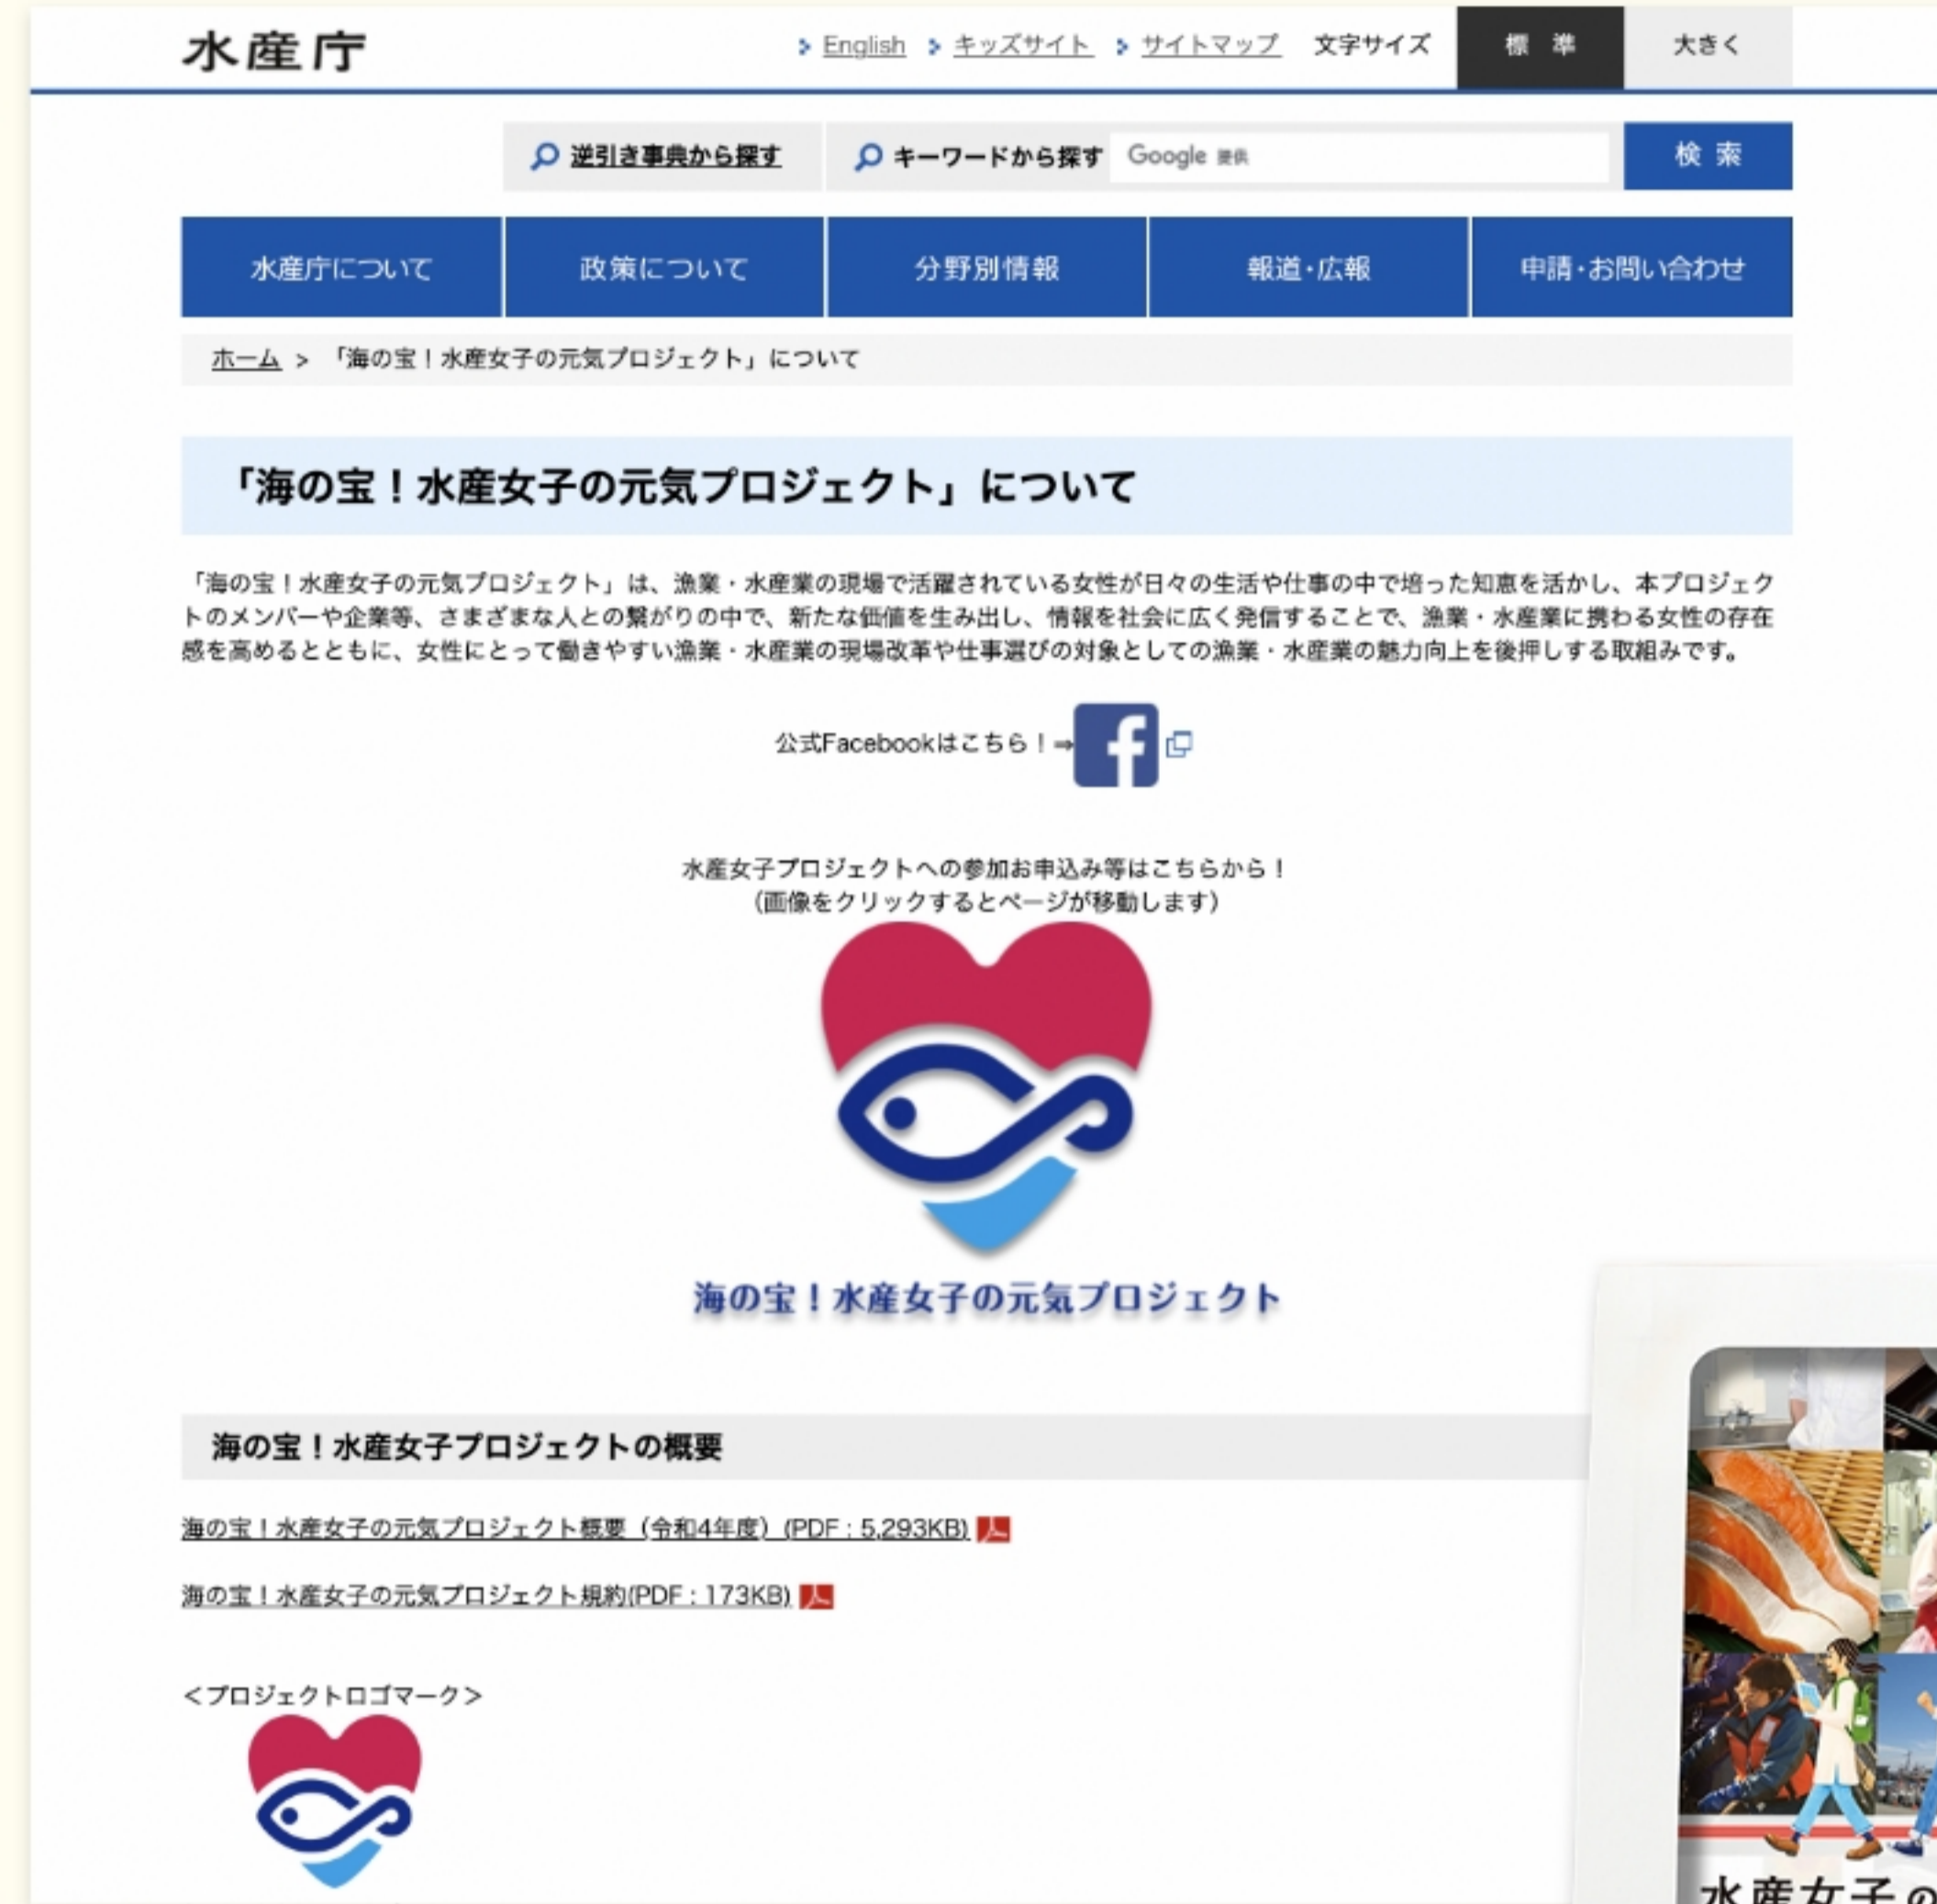 水産庁
English キッズサイト サイトマップ 文字サイズ 標準 大きく
逆引き事典から探す キーワードから探す Google 提供 検索
水産庁について 政策について 分野別情報 報道・広報 申請・お問い合わせ
ホーム > 「海の宝！水産女子の元気プロジェクト」について
「海の宝！水産女子の元気プロジェクト」について
「海の宝！水産女子の元気プロジェクト」は、漁業・水産業の現場で活躍されている女性が日々の生活や仕事の中で培った知恵を活かし、本プロジェク
トのメンバーや企業等、さまざまな人との繋がりの中で、新たな価値を生み出し、情報を社会に広く発信することで、漁業・水産業に携わる女性の存在
感を高めるとともに、女性にとって働きやすい漁業・水産業の現場改革や仕事選びの対象としての漁業・水産業の魅力向上を後押しする取組みです。
公式Facebookはこちら！⇒
水産女子プロジェクトへの参加お申込み等はこちらから！
（画像をクリックするとページが移動します）
海の宝！水産女子の元気プロジェクト
海の宝！水産女子プロジェクトの概要
海の宝！水産女子の元気プロジェクト概要（令和4年度）(PDF : 5,293KB)
海の宝！水産女子の元気プロジェクト規約(PDF : 173KB)
＜プロジェクトロゴマーク＞
水産女子の